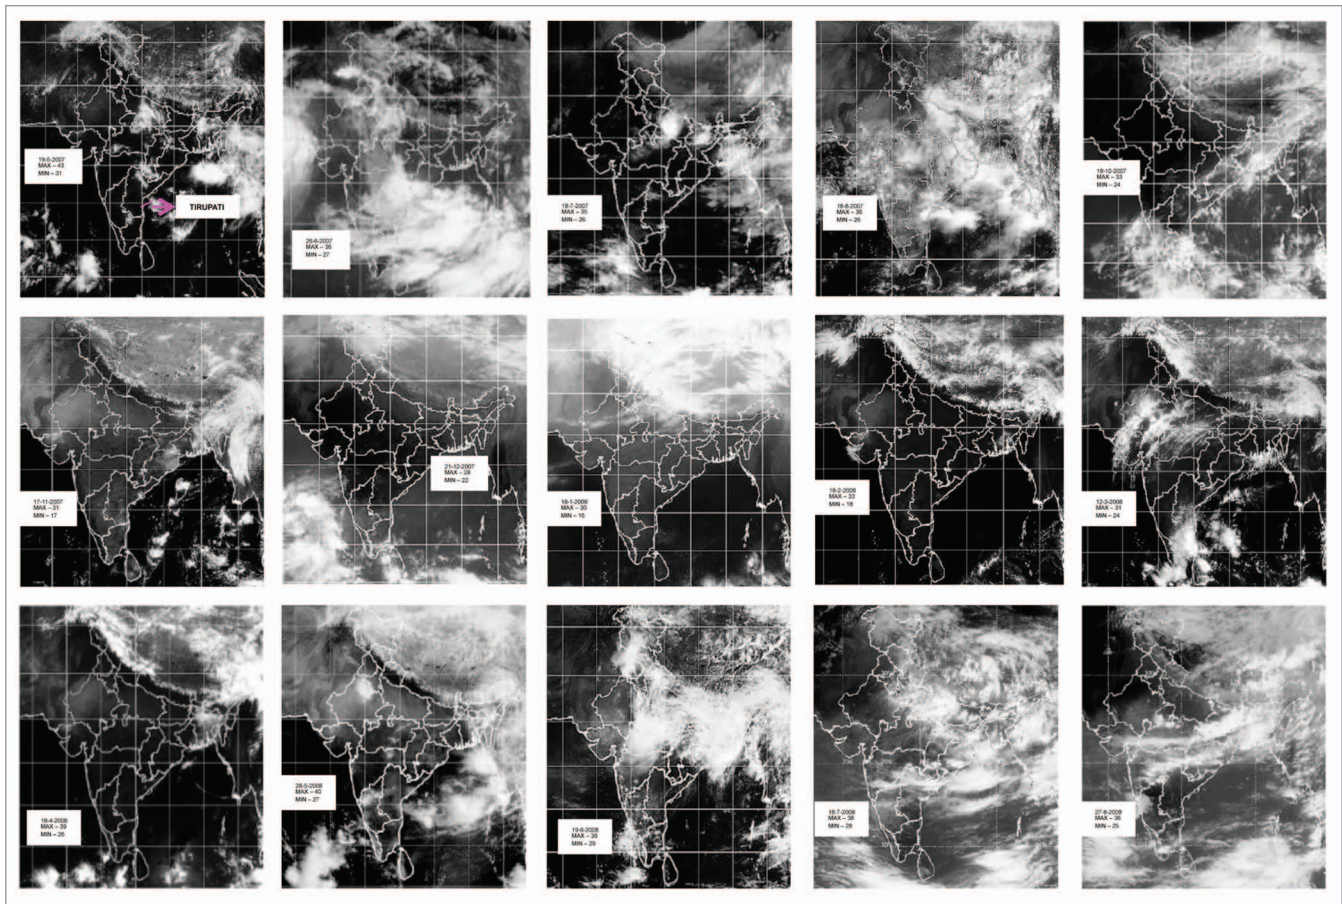 19-5-2007
MAX – 43
MIN – 31
TIRUPATI
26-6-2007
MAX – 36
MIN – 27
18-7-2007
MAX – 35
MIN – 26
18-8-2007
MAX – 36
MIN – 26
18-10-2007
MAX – 33
MIN – 24
17-11-2007
MAX – 31
MIN – 17
21-12-2007
MAX – 28
MIN – 22
18-1-2008
MAX – 30
MIN – 16
18-2-2008
MAX – 33
MIN – 18
12-3-2008
MAX – 31
MIN – 24
18-4-2008
MAX – 39
MIN – 26
28-5-2008
MAX – 40
MIN – 27
19-6-2008
MAX – 39
MIN – 29
18-7-2008
MAX – 38
MIN – 28
27-8-2008
MAX – 36
MIN – 25